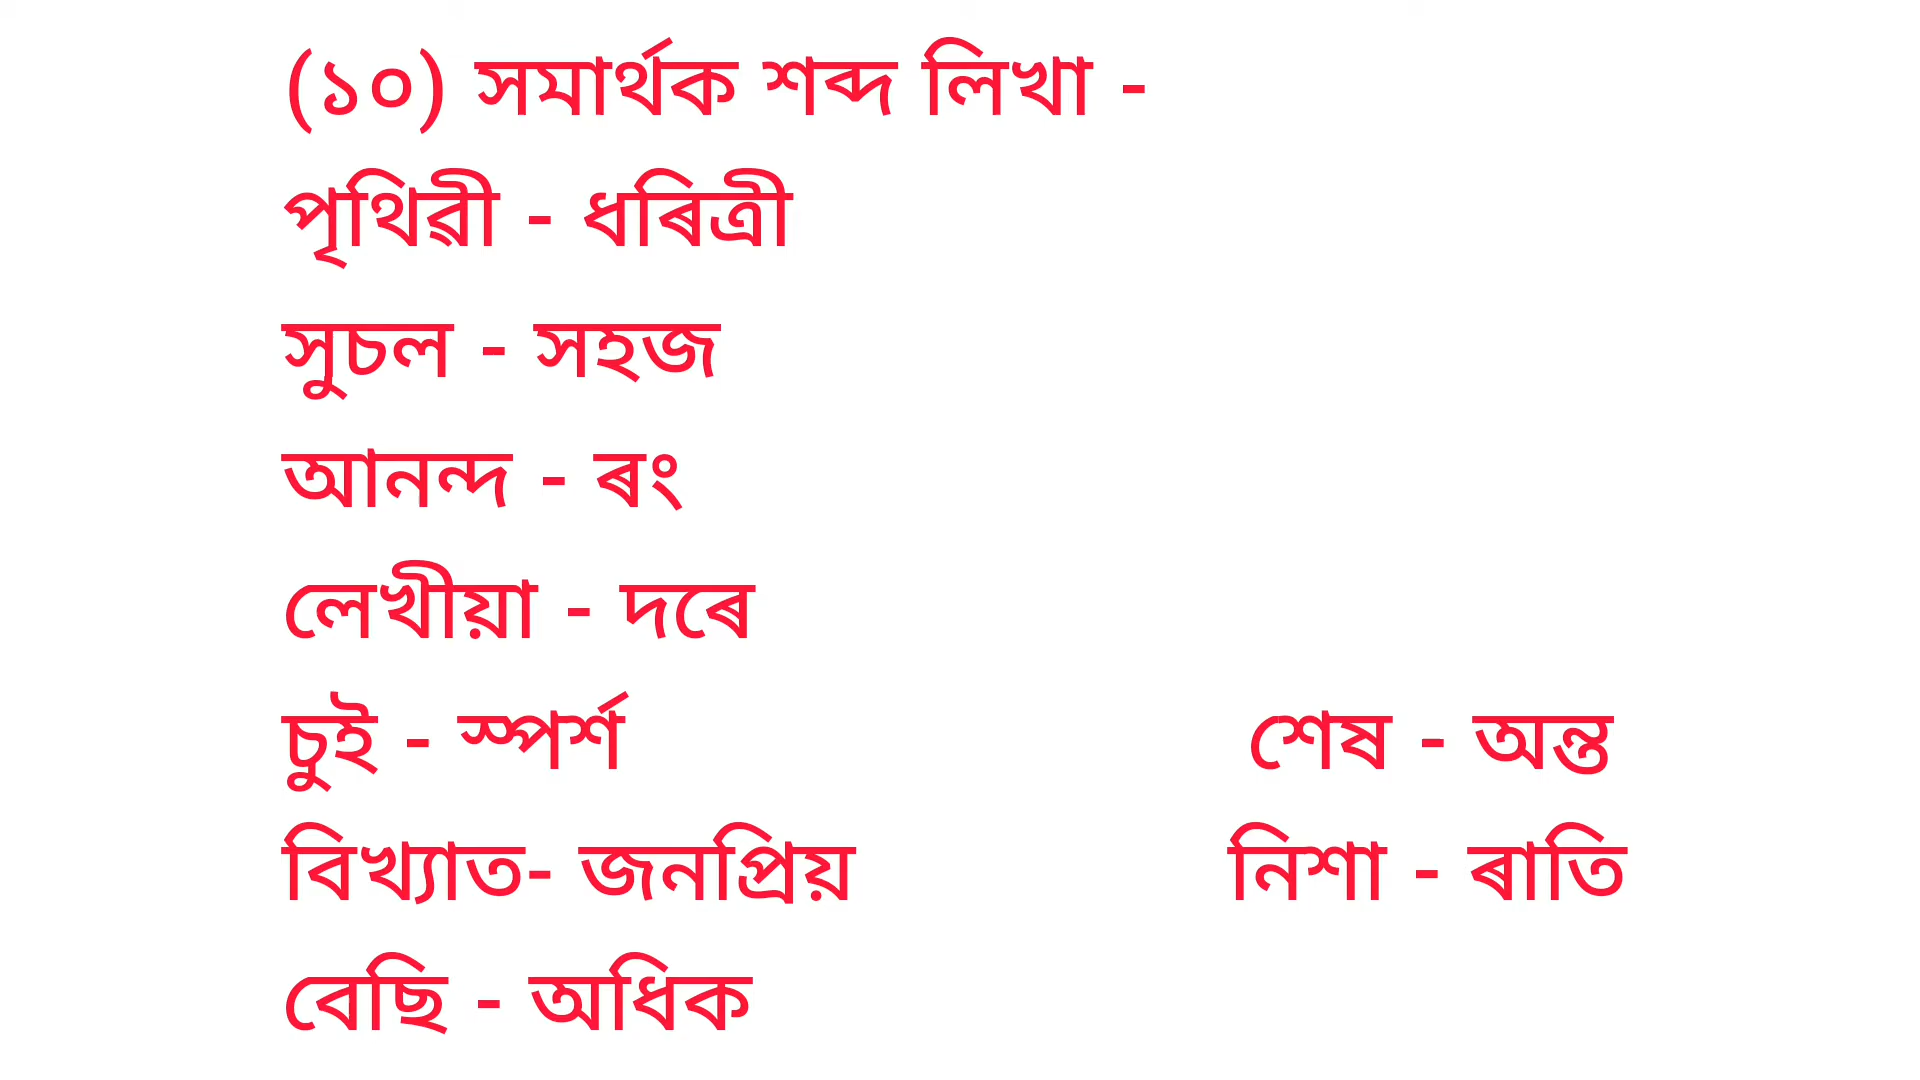 (১০) সমাৰ্থক শব্দ লিখা -
পৃথিৱী - ধৰিত্ৰী
সুচল - সহজ
আনন্দ - ৰং
লেখীয়া - দৰে
চুই - স্পৰ্শ
শেষ - অন্ত
বিখ্যাত- জনপ্ৰিয়
নিশা - ৰাতি
বেছি - অধিক